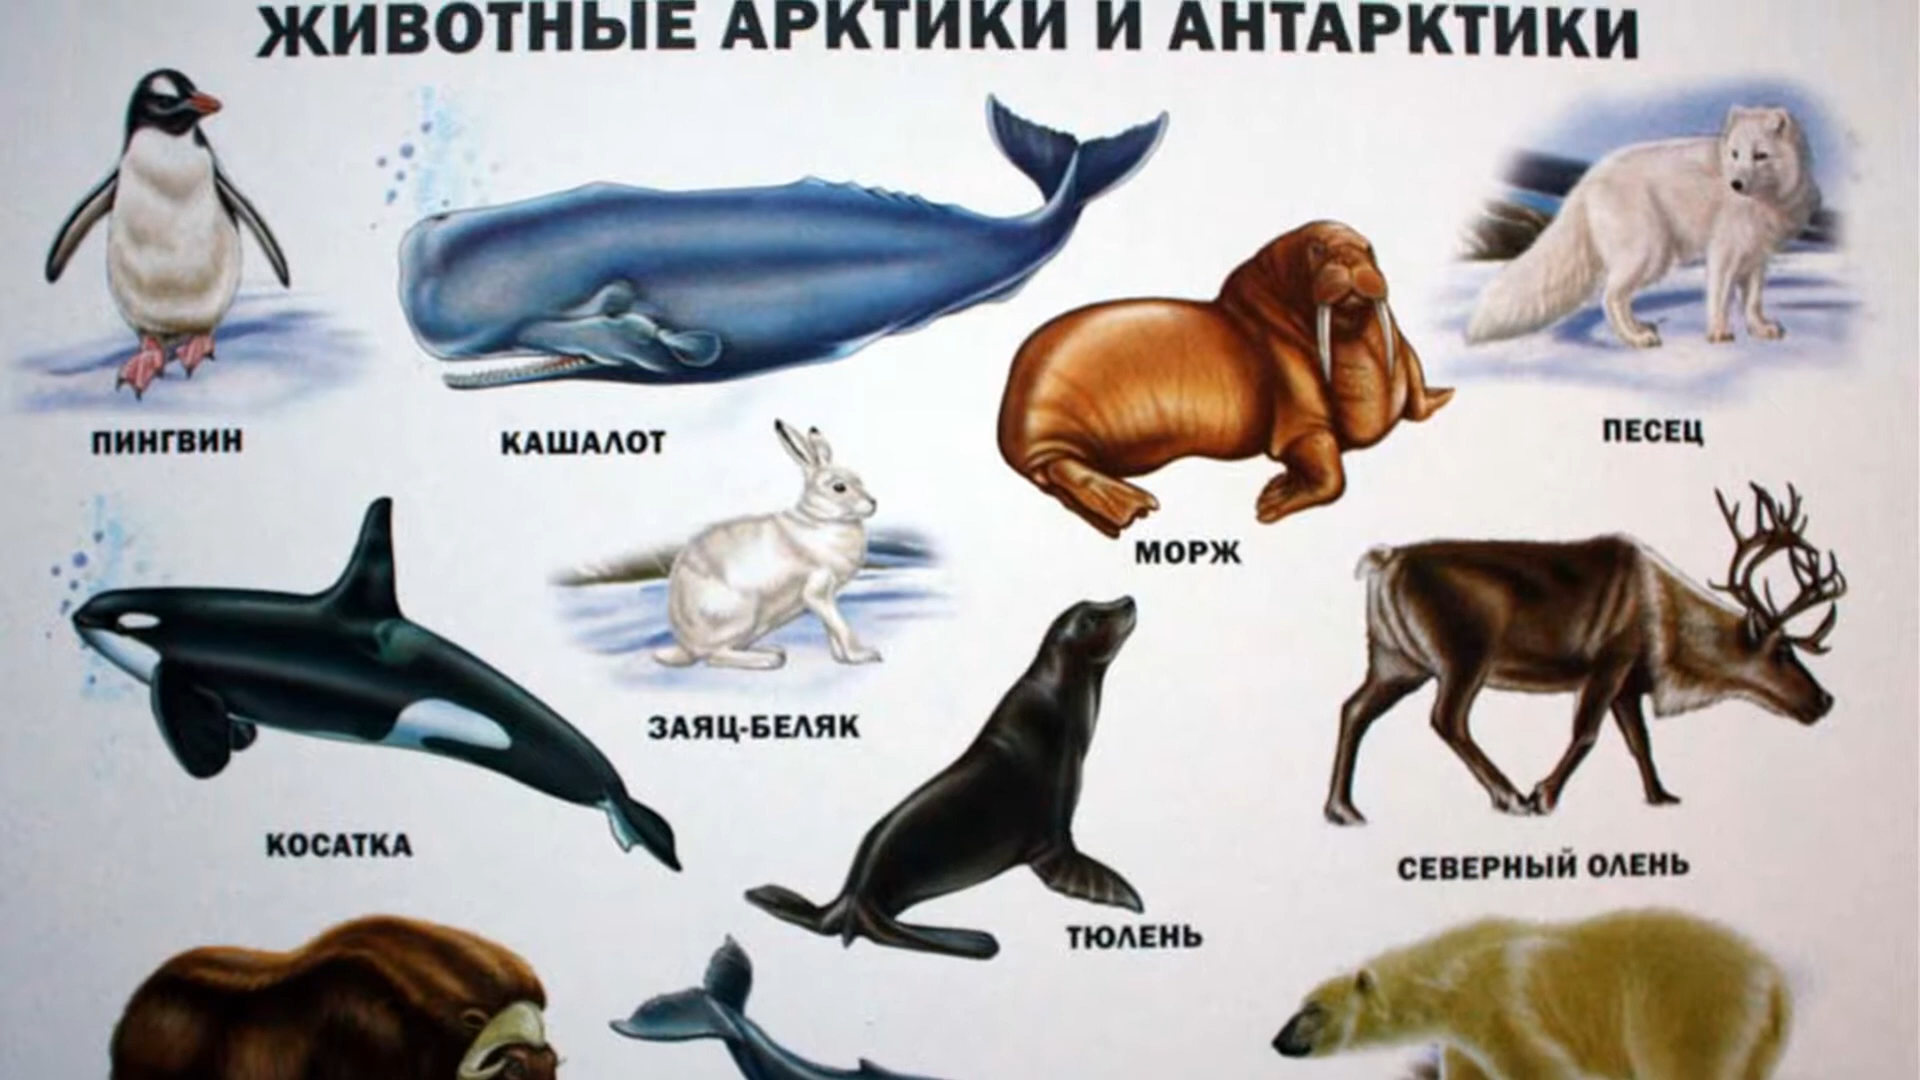 ЖИВОТНЫЕ АРКТИКИ И АНТАРКТИКИ
ПИНГВИН
КАШАЛОТ
ПЕСЕЦ
МОРЖ
ЗАЯЦ-БЕЛЯК
КОСАТКА
СЕВЕРНЫЙ ОЛЕНЬ
ТЮЛЕНЬ